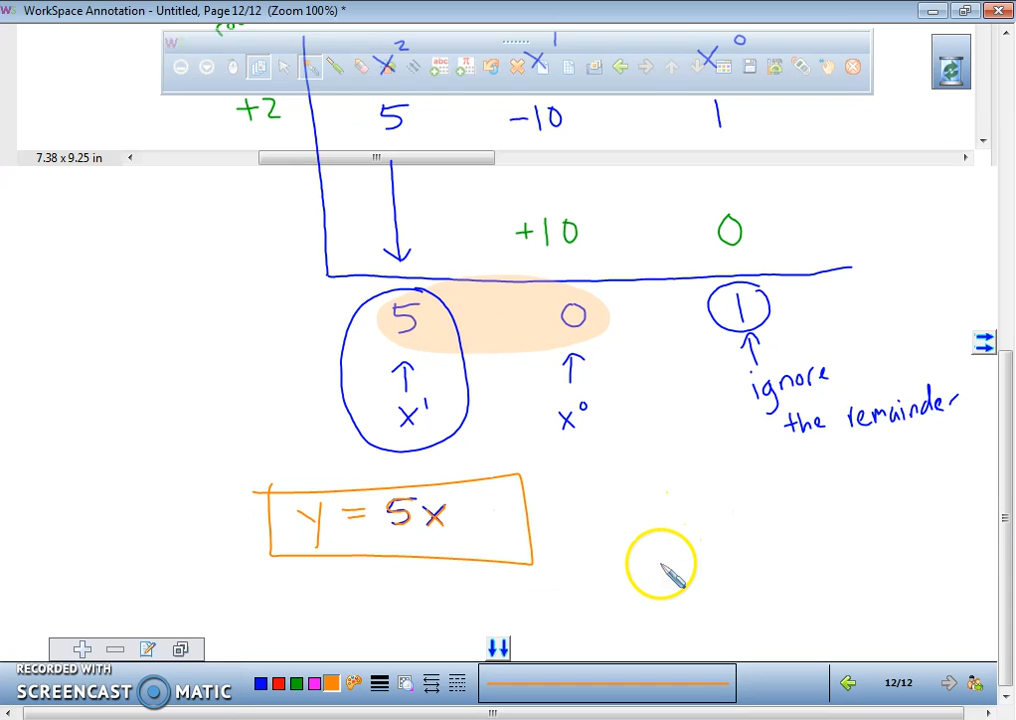 WorkSpace Annotation - Untitled, Page 12/12 (Zoom 100%) *
x² x¹ x⁰
+2 5 -10 1
7.38 x 9.25 in
+10 0
5 0 1
x¹ x⁰
ignore
the remainder
y = 5x
RECORDED WITH
SCREENCAST MATIC
12/12